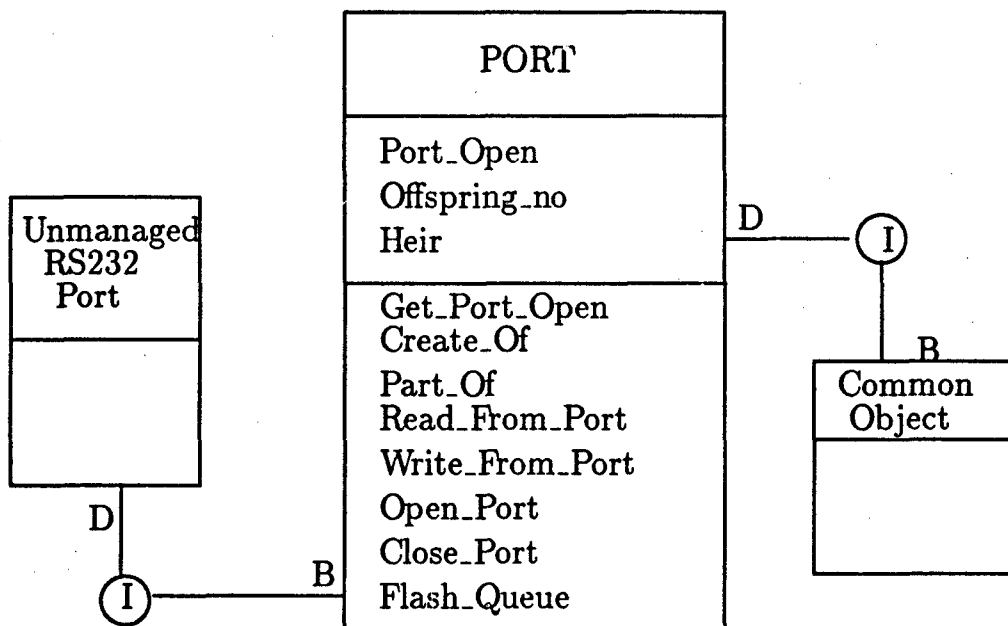 PORT
Port_Open
Offspring_no
Heir
Get_Port_Open
Create_Of
Part_Of
Read_From_Port
Write_From_Port
Open_Port
Close_Port
Flash_Queue
Unmanaged
RS232
Port
D
I
B
D
I
B
Common
Object